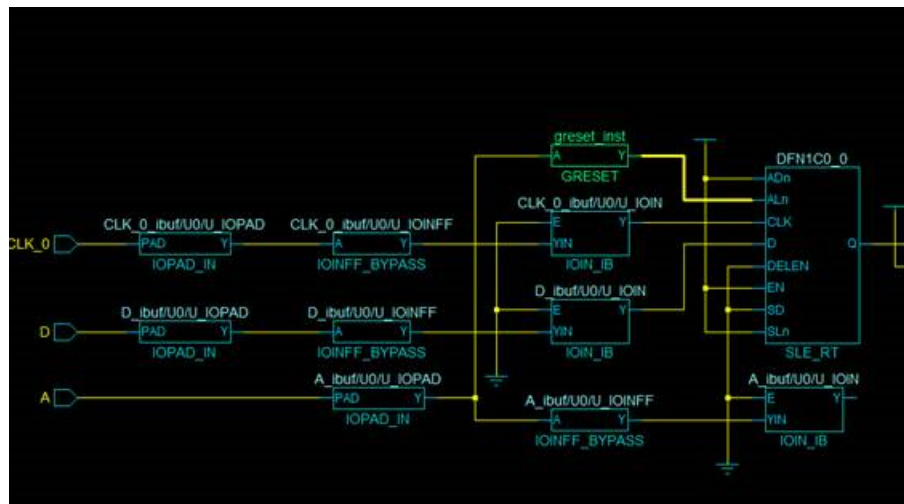 greset_inst
A Y
GRESET
DFN1C0_0
ADn
ALn
CLK
D
DELEN
EN
SD
SLn
Q
SLE_RT
CLK_0
CLK_0_ibuf/U0/U_IOPAD
PAD Y
IOPAD_IN
CLK_0_ibuf/U0/U_IOINFF
A Y
IOINFF_BYPASS
CLK_0_ibuf/U0/U_IOIN
E Y
YIN
IOIN_IB
D
D_ibuf/U0/U_IOPAD
PAD Y
IOPAD_IN
D_ibuf/U0/U_IOINFF
A Y
IOINFF_BYPASS
D_ibuf/U0/U_IOIN
E Y
YIN
IOIN_IB
A
A_ibuf/U0/U_IOPAD
PAD Y
IOPAD_IN
A_ibuf/U0/U_IOINFF
A Y
IOINFF_BYPASS
A_ibuf/U0/U_IOIN
E Y
YIN
IOIN_IB